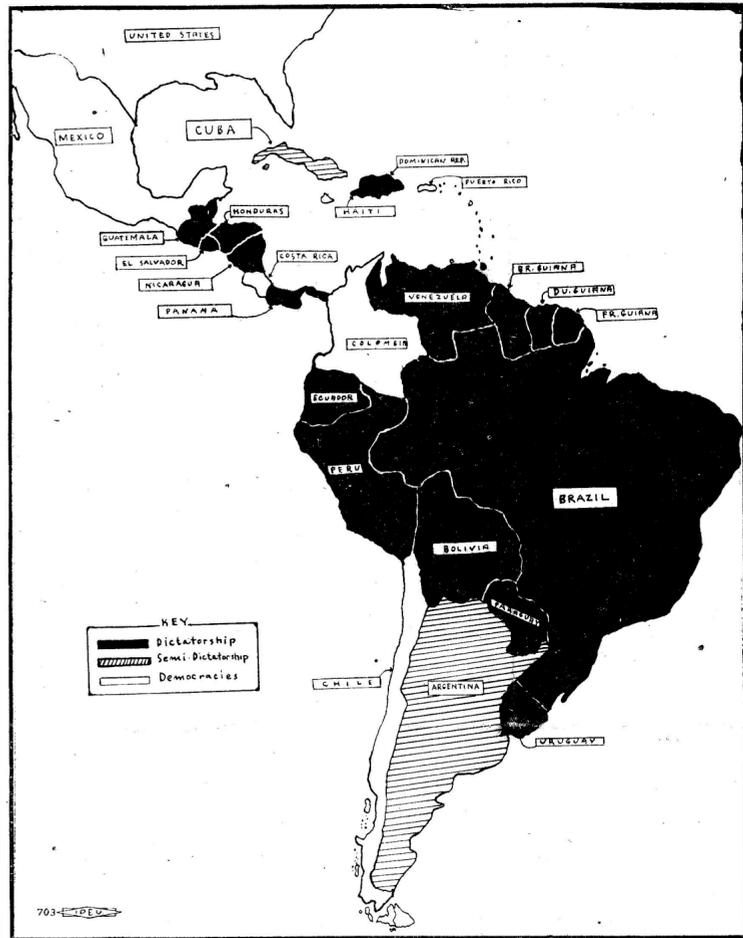 UNITED STATES
MEXICO
CUBA
DOMINICAN REP.
PUERTO RICO
HAITI
HONDURAS
GUATEMALA
EL SALVADOR
COSTA RICA
NICARAGUA
PANAMA
BR. GUIANA
VENEZUELA
DU. GUIANA
FR. GUIANA
COLOMBIA
ECUADOR
PERU
BRAZIL
BOLIVIA
PARAGUAY
KEY
Dictatorship
Semi-Dictatorship
Democracies
CHILE
ARGENTINA
URUGUAY
703 IDEU